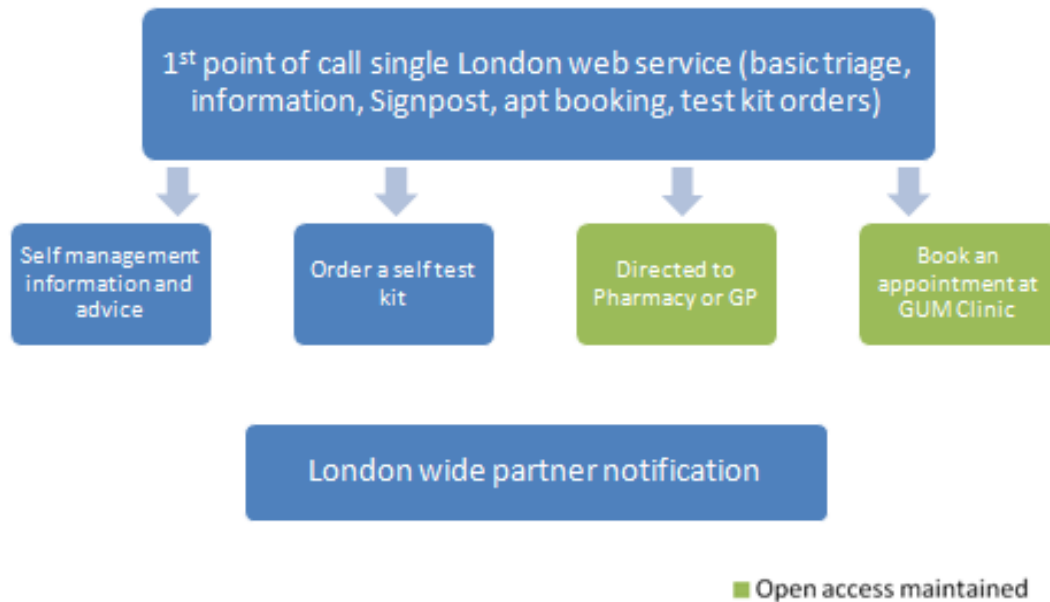 1st point of call single London web service (basic triage,
information, Signpost, apt booking, test kit orders)
Self management
information and
advice
Order a self test
kit
Directed to
Pharmacy or GP
Book an
appointment at
GUM Clinic
London wide partner notification
Open access maintained